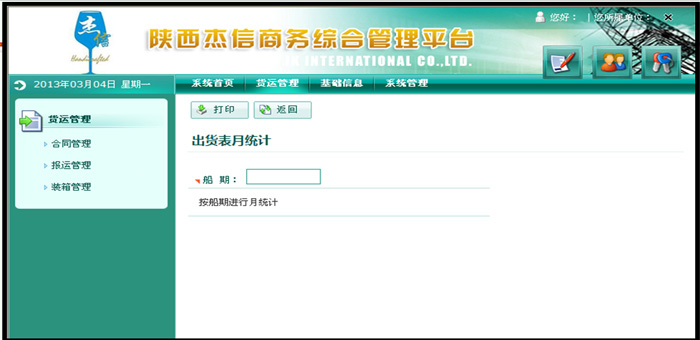 杰信
Handcrafted
陕西杰信商务综合管理平台
INTERNATIONAL CO.,LTD.
您好： | 您所属单位：
2013年03月04日 星期一
系统首页 货运管理 基础信息 系统管理
打印 返回
货运管理
合同管理
报运管理
装箱管理
出货表月统计
船 期：
按船期进行月统计